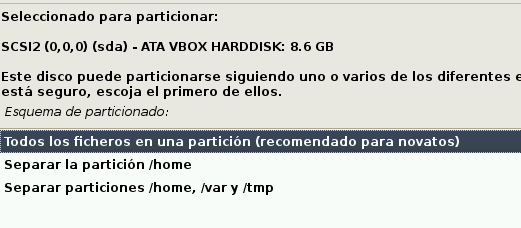 Seleccionado para particionar:
SCSI2 (0,0,0) (sda) - ATA VBOX HARDDISK: 8.6 GB
Este disco puede particionarse siguiendo uno o varios de los diferentes
está seguro, escoja el primero de ellos.
Esquema de particionado:
Todos los ficheros en una partición (recomendado para novatos)
Separar la partición /home
Separar particiones /home, /var y /tmp